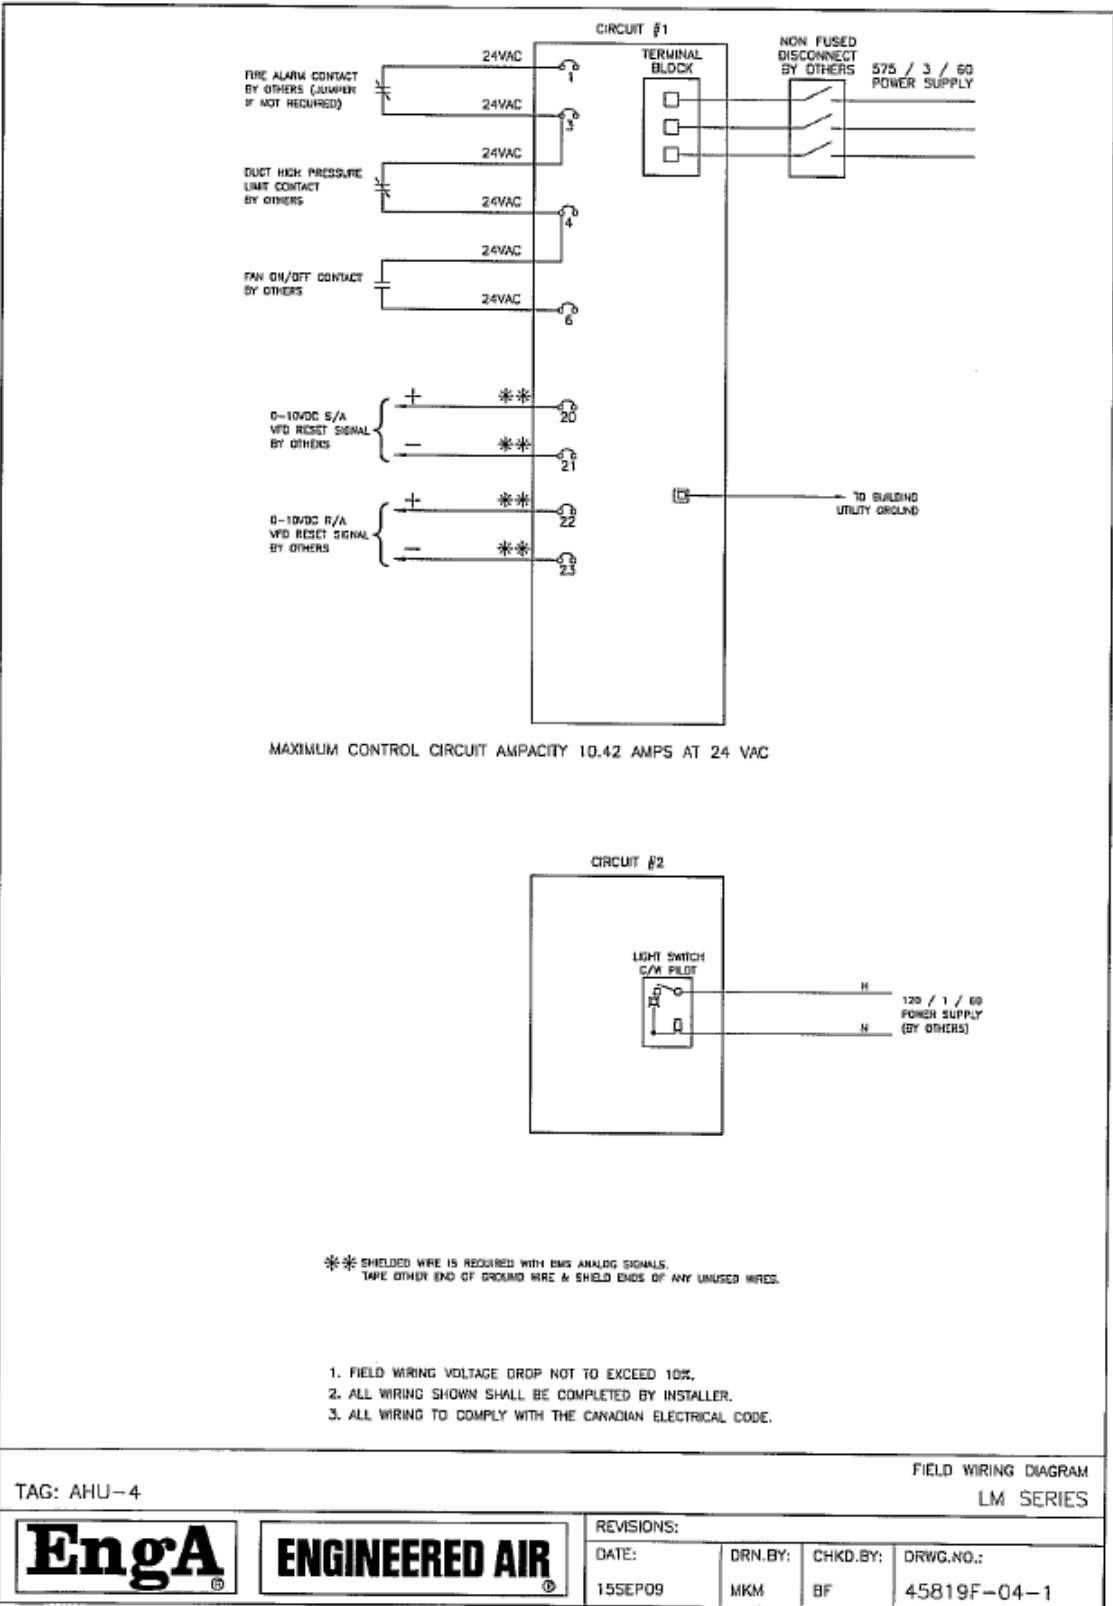 CIRCUIT #1
24VAC
FIRE ALARM CONTACT
BY OTHERS (JUMPER
IF NOT REQUIRED)
1
24VAC
3
24VAC
DUCT HIGH PRESSURE
LIMIT CONTACT
BY OTHERS
24VAC
4
24VAC
FAN ON/OFF CONTACT
BY OTHERS
24VAC
6
TERMINAL
BLOCK
NON FUSED
DISCONNECT
BY OTHERS
575 / 3 / 60
POWER SUPPLY
+ **
20
0-10VDC S/A
VFD RESET SIGNAL
BY OTHERS
- **
21
+ **
22
0-10VDC R/A
VFD RESET SIGNAL
BY OTHERS
- **
23
TO BUILDING
UTILITY GROUND
MAXIMUM CONTROL CIRCUIT AMPACITY 10.42 AMPS AT 24 VAC
CIRCUIT #2
LIGHT SWITCH
C/W PILOT
H
N
120 / 1 / 60
POWER SUPPLY
(BY OTHERS)
** SHIELDED WIRE IS REQUIRED WITH BMS ANALOG SIGNALS.
TAPE OTHER END OF GROUND WIRE & SHIELD ENDS OF ANY UNUSED WIRES.
1. FIELD WIRING VOLTAGE DROP NOT TO EXCEED 10%.
2. ALL WIRING SHOWN SHALL BE COMPLETED BY INSTALLER.
3. ALL WIRING TO COMPLY WITH THE CANADIAN ELECTRICAL CODE.
FIELD WIRING DIAGRAM
TAG: AHU-4
LM SERIES
EngA®
ENGINEERED AIR®
REVISIONS:
DATE: DRN.BY: CHKD.BY: DRWG.NO.:
15SEP09 MKM BF 45819F-04-1